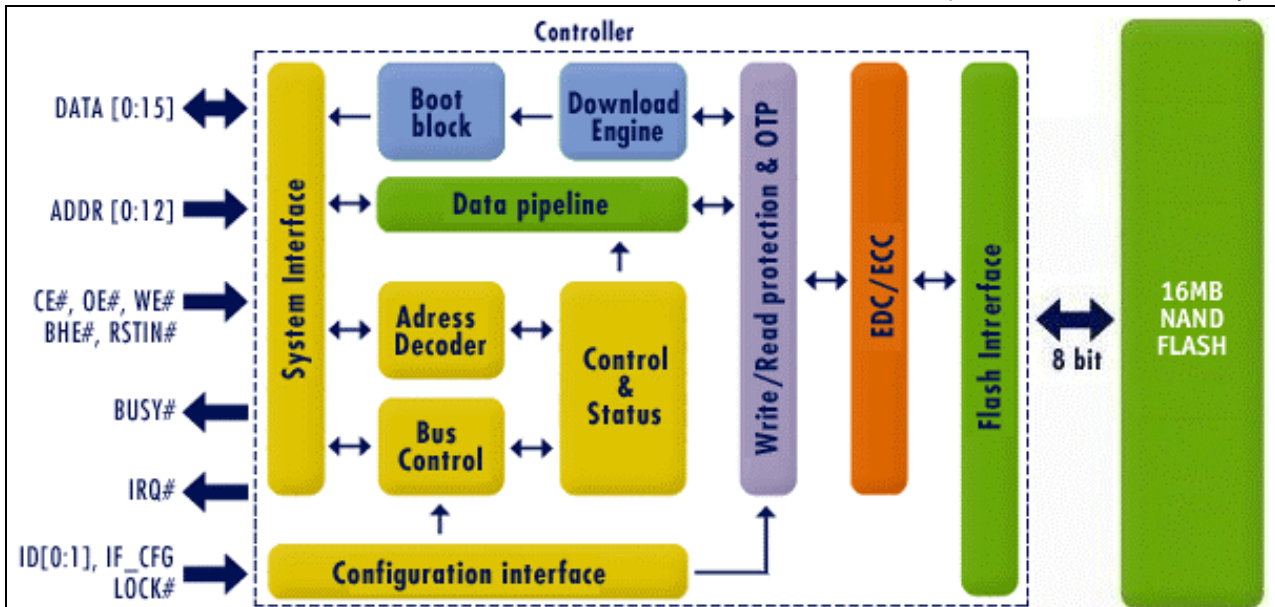 Controller
DATA [0:15]
ADDR [0:12]
CE#, OE#, WE#
BHE#, RSTIN#
BUSY#
IRQ#
ID[0:1], IF_CFG
LOCK#
System Interface
Boot
block
Download
Engine
Data pipeline
Adress
Decoder
Control
&
Status
Bus
Control
Configuration interface
Write/Read protection & OTP
EDC/ECC
Flash Intrerface
8 bit
16MB
NAND
FLASH